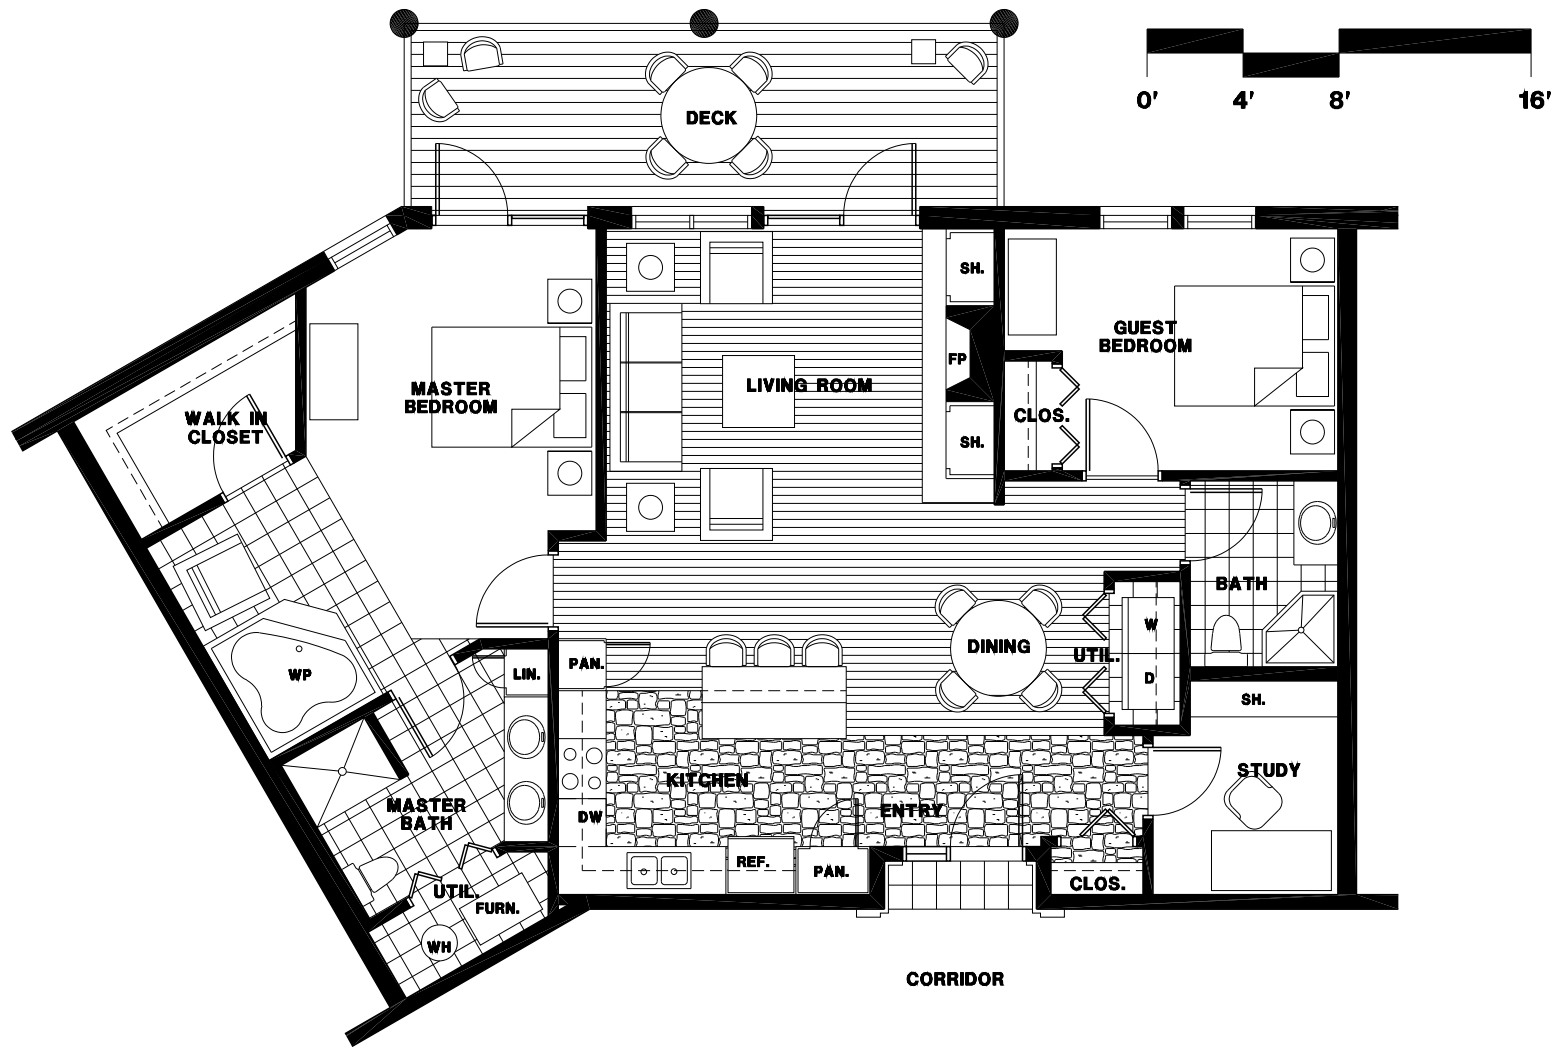 0' 4' 8' 16'
DECK
SH.
GUEST
BEDROOM
FP
MASTER
BEDROOM
LIVING ROOM
WALK IN
CLOSET
CLOS.
SH.
BATH
W
DINING
UTIL.
PAN.
LIN.
WP
D
SH.
STUDY
KITCHEN
MASTER
BATH
ENTRY
DW
REF.
PAN.
CLOS.
UTIL.
FURN.
WH
CORRIDOR